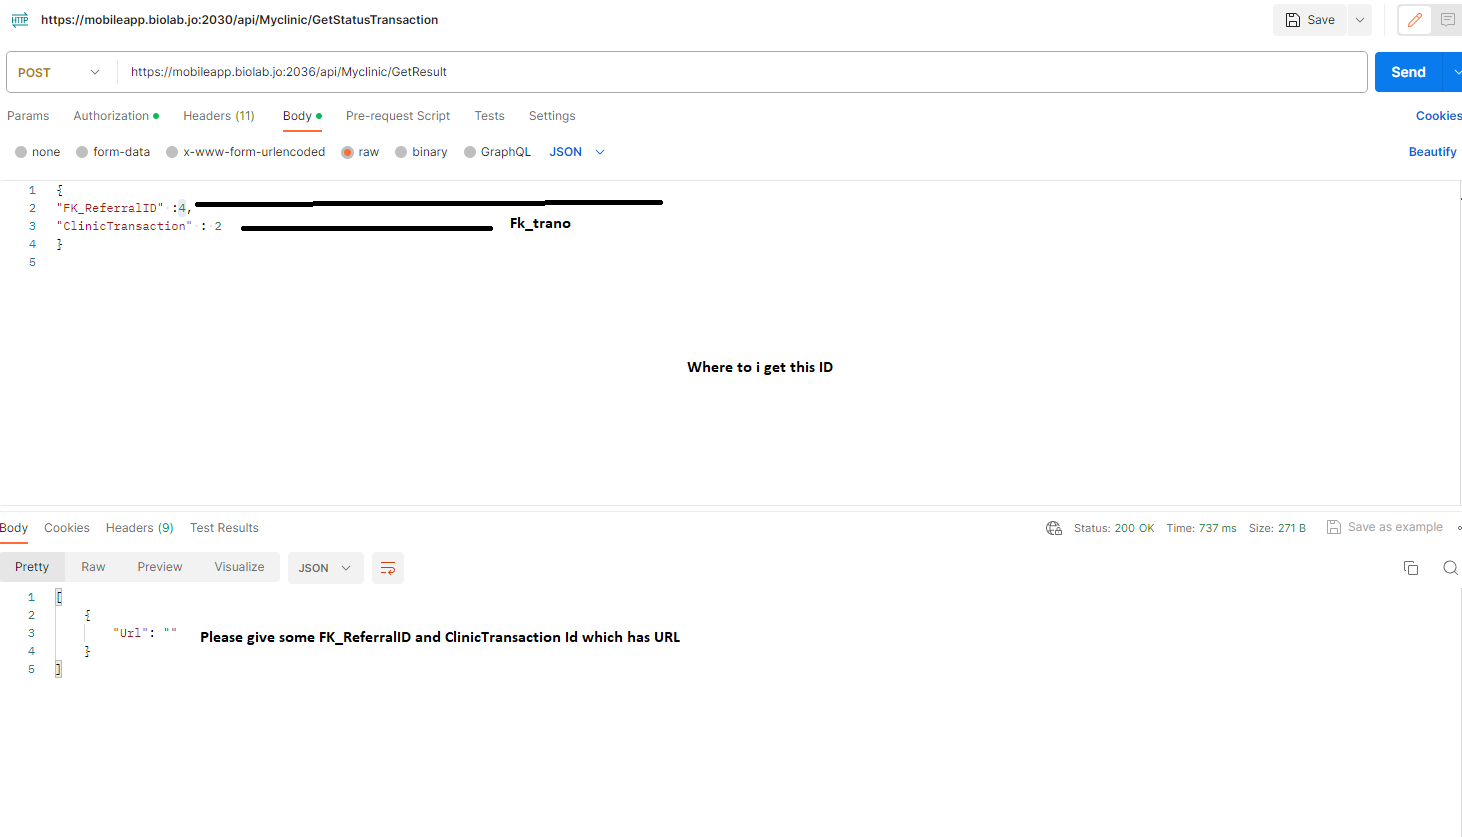 HTTP https://mobileapp.biolab.jo:2030/api/Myclinic/GetStatusTransaction Save
POST https://mobileapp.biolab.jo:2036/api/Myclinic/GetResult Send
Params Authorization Headers (11) Body Pre-request Script Tests Settings Cookies
none form-data x-www-form-urlencoded raw binary GraphQL JSON Beautify
1 {
2 "FK_ReferralID" :4,
3 "ClinicTransaction" : 2 Fk_trano
4 }
5
Where to i get this ID
Body Cookies Headers (9) Test Results Status: 200 OK Time: 737 ms Size: 271 B Save as example
Pretty Raw Preview Visualize JSON
1 [
2 {
3 "Url": "" Please give some FK_ReferralID and ClinicTransaction Id which has URL
4 }
5 ]